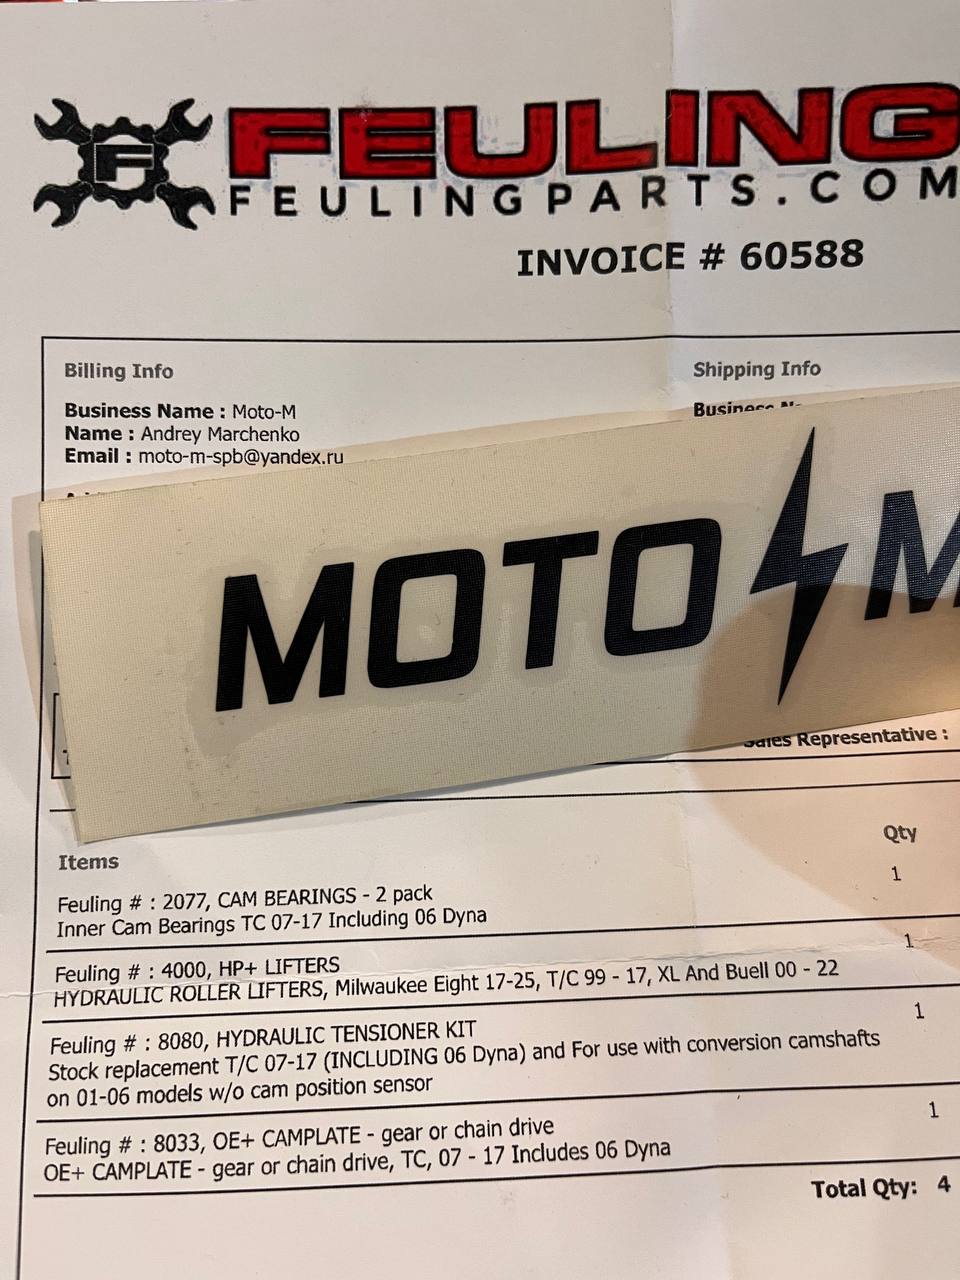 F
FEULING
FEULINGPARTS.COM
INVOICE # 60588
Billing Info
Shipping Info
Business Name : Moto-M
Business
Name : Andrey Marchenko
Email : moto-m-spb@yandex.ru
MOTO M
Sales Representative :
Qty
Items
1
Feuling # : 2077, CAM BEARINGS - 2 pack
Inner Cam Bearings TC 07-17 Including 06 Dyna
1
Feuling # : 4000, HP+ LIFTERS
HYDRAULIC ROLLER LIFTERS, Milwaukee Eight 17-25, T/C 99 - 17, XL And Buell 00 - 22
1
Feuling # : 8080, HYDRAULIC TENSIONER KIT
Stock replacement T/C 07-17 (INCLUDING 06 Dyna) and For use with conversion camshafts
on 01-06 models w/o cam position sensor
1
Feuling # : 8033, OE+ CAMPLATE - gear or chain drive
OE+ CAMPLATE - gear or chain drive, TC, 07 - 17 Includes 06 Dyna
Total Qty: 4